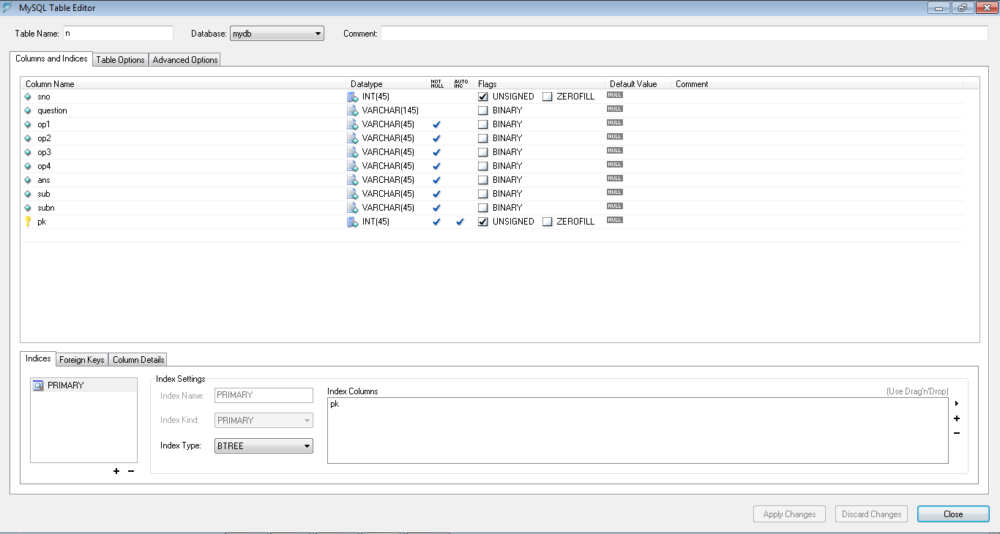 MySQL Table Editor
Table Name: n Database: mydb Comment:
Columns and Indices Table Options Advanced Options
Column Name Datatype NOT NULL AUTO INC Flags Default Value Comment
sno INT(45) UNSIGNED ZEROFILL NULL
question VARCHAR(145) BINARY NULL
op1 VARCHAR(45) BINARY NULL
op2 VARCHAR(45) BINARY NULL
op3 VARCHAR(45) BINARY NULL
op4 VARCHAR(45) BINARY NULL
ans VARCHAR(45) BINARY NULL
sub VARCHAR(45) BINARY NULL
subn VARCHAR(45) BINARY NULL
pk INT(45) UNSIGNED ZEROFILL NULL
Indices Foreign Keys Column Details
PRIMARY
Index Settings
Index Name: PRIMARY
Index Kind: PRIMARY
Index Type: BTREE
Index Columns (Use Drag'n'Drop)
pk
Apply Changes Discard Changes Close